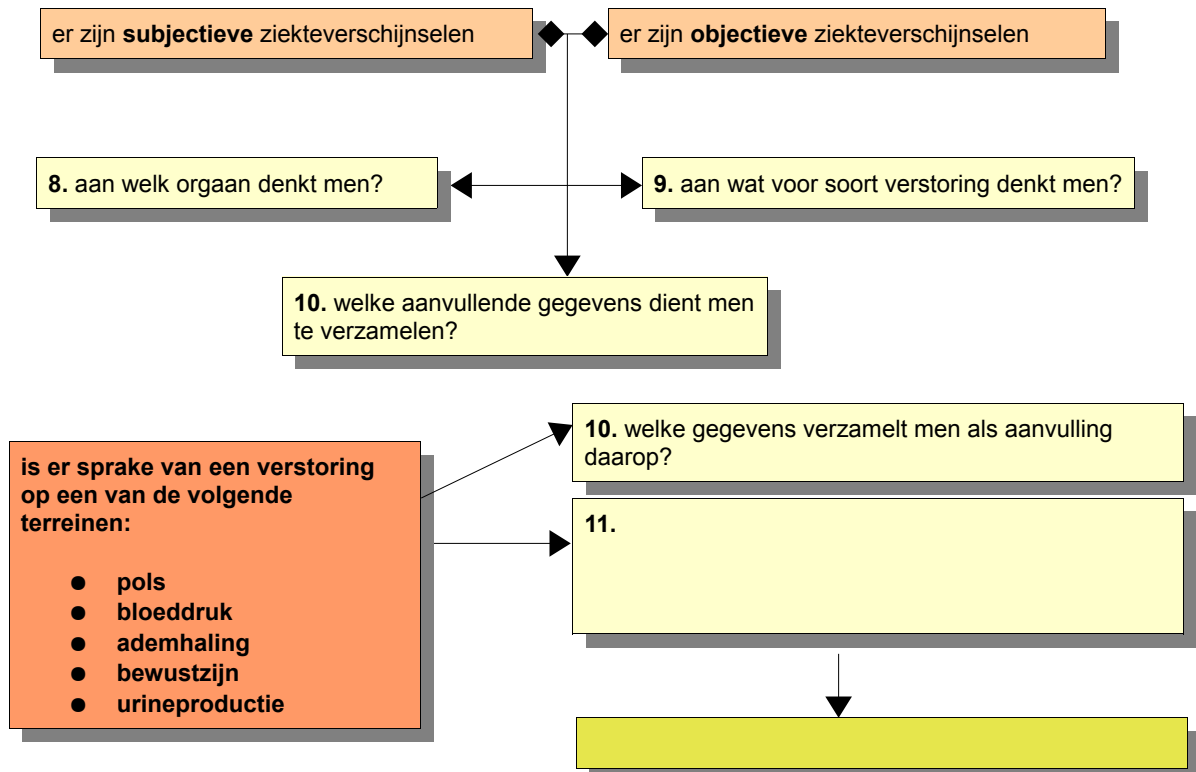 er zijn subjectieve ziekteverschijnselen
er zijn objectieve ziekteverschijnselen
8. aan welk orgaan denkt men?
9. aan wat voor soort verstoring denkt men?
10. welke aanvullende gegevens dient men
te verzamelen?
10. welke gegevens verzamelt men als aanvulling
daarop?
is er sprake van een verstoring
op een van de volgende
terreinen:
● pols
● bloeddruk
● ademhaling
● bewustzijn
● urineproductie
11.